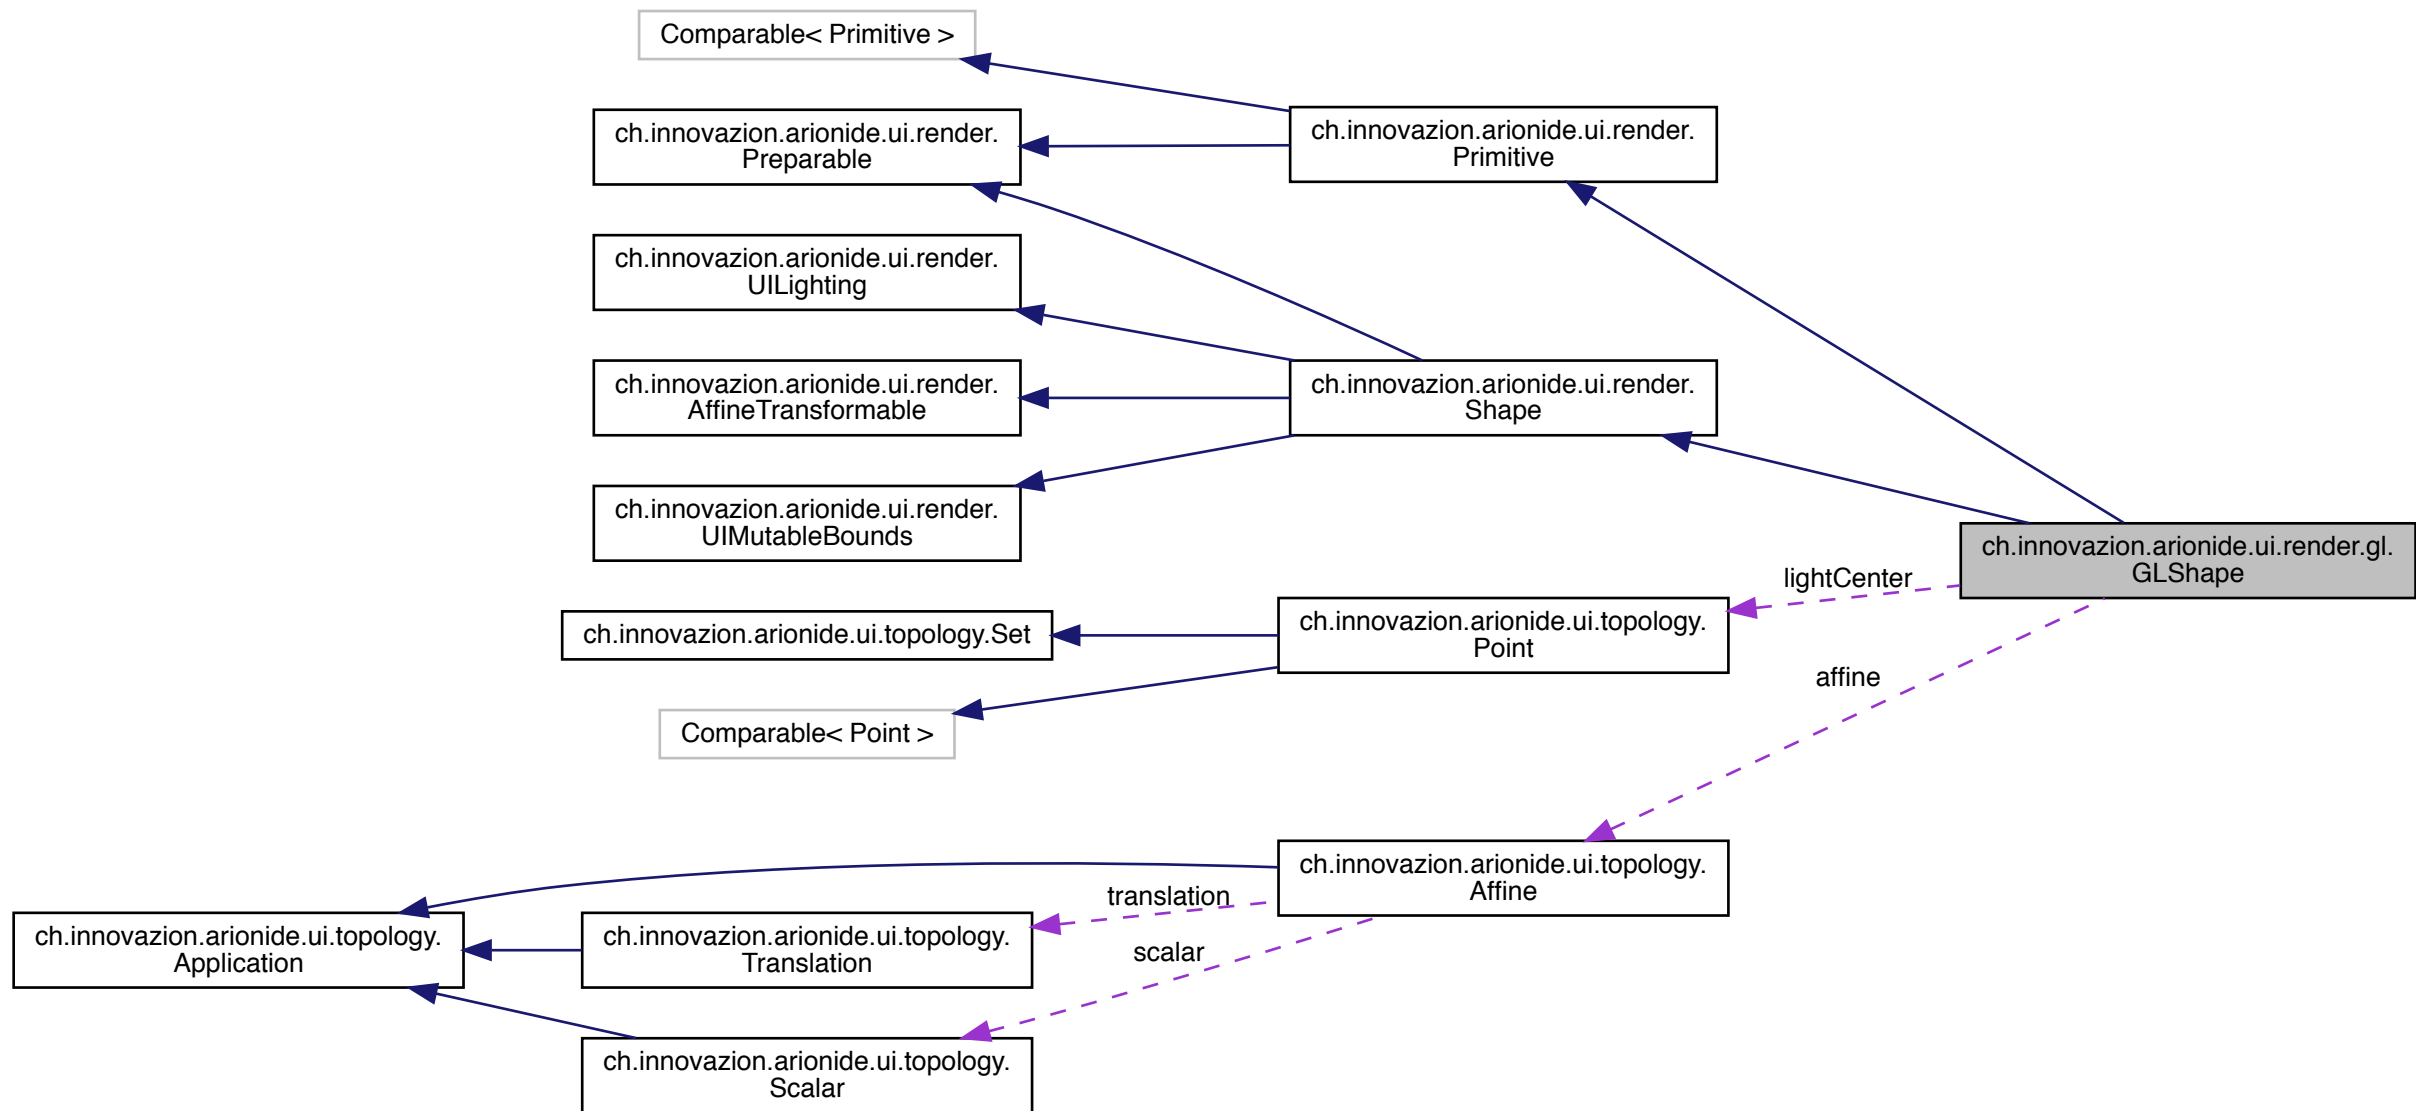 Comparable< Primitive >
ch.innovazion.arionide.ui.render.
Preparable
ch.innovazion.arionide.ui.render.
Primitive
ch.innovazion.arionide.ui.render.
UILighting
ch.innovazion.arionide.ui.render.
AffineTransformable
ch.innovazion.arionide.ui.render.
Shape
ch.innovazion.arionide.ui.render.
UIMutableBounds
ch.innovazion.arionide.ui.render.gl.
GLShape
lightCenter
ch.innovazion.arionide.ui.topology.Set
ch.innovazion.arionide.ui.topology.
Point
affine
Comparable< Point >
ch.innovazion.arionide.ui.topology.
Affine
translation
ch.innovazion.arionide.ui.topology.
Application
ch.innovazion.arionide.ui.topology.
Translation
scalar
ch.innovazion.arionide.ui.topology.
Scalar